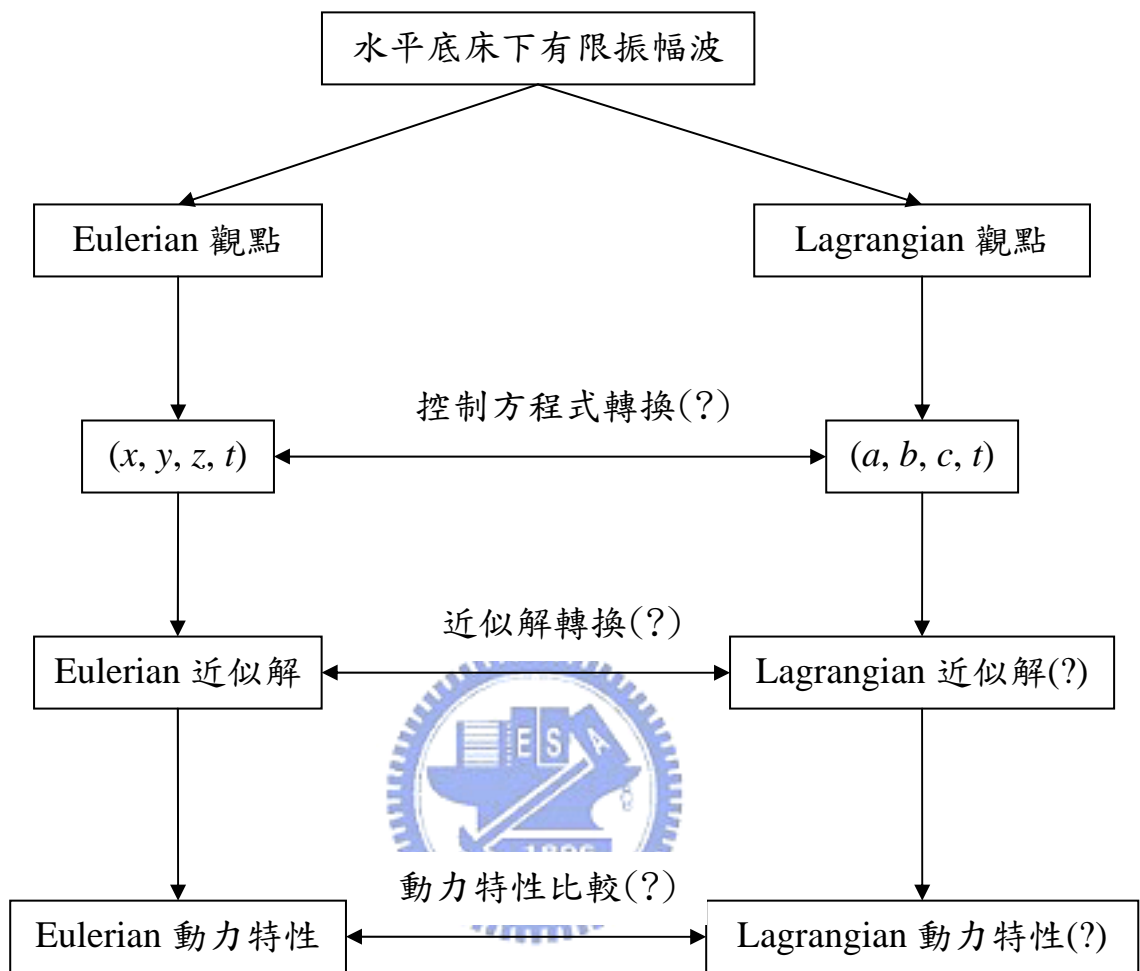 水平底床下有限振幅波
Eulerian 觀點
Lagrangian 觀點
控制方程式轉換(?)
(x, y, z, t)
(a, b, c, t)
近似解轉換(?)
Eulerian 近似解
Lagrangian 近似解(?)
E S A
1896
動力特性比較(?)
Eulerian 動力特性
Lagrangian 動力特性(?)